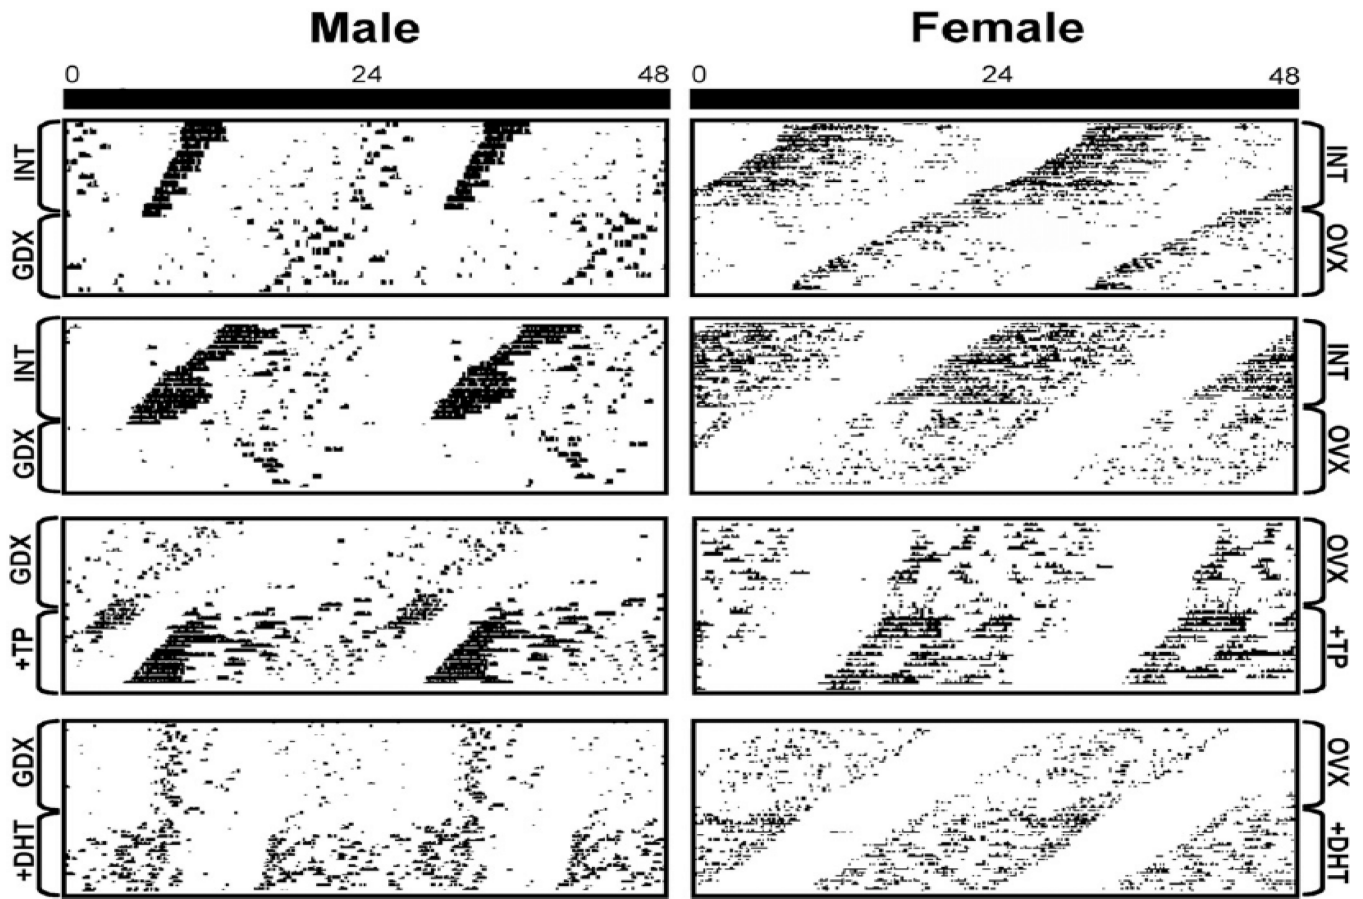 Male Female
0 24 48 0 24 48
INT INT
GDX OVX
INT INT
GDX OVX
GDX OVX
+TP +TP
GDX OVX
+DHT +DHT